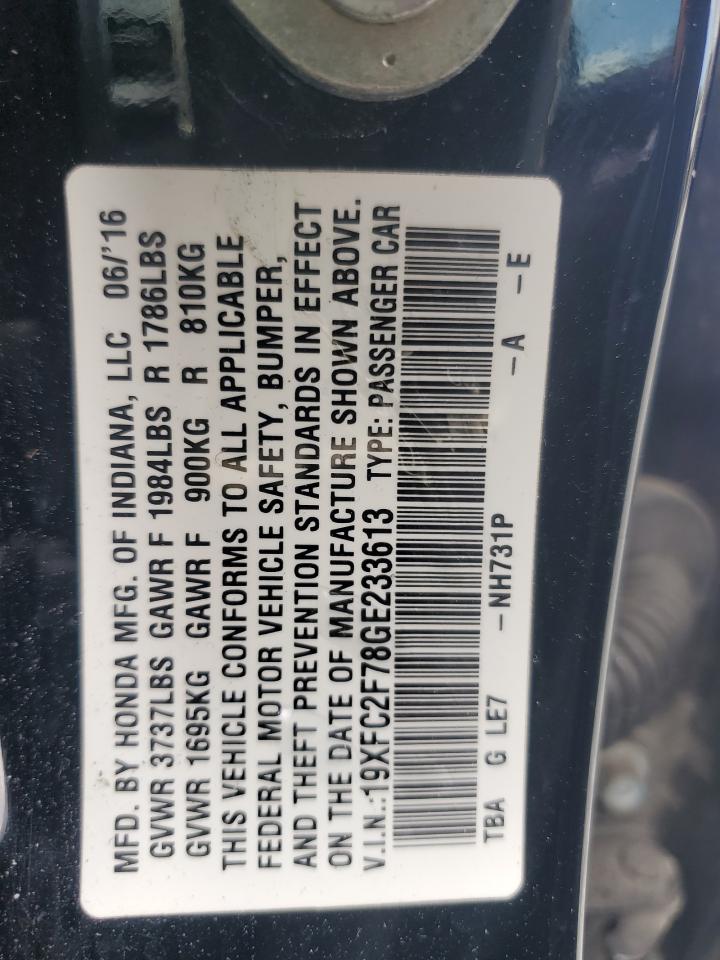 MFD. BY HONDA MFG. OF INDIANA, LLC 06/'16
GVWR 3737LBS GAWR F 1984LBS R 1786LBS
GVWR 1695KG GAWR F 900KG R 810KG
THIS VEHICLE CONFORMS TO ALL APPLICABLE
FEDERAL MOTOR VEHICLE SAFETY, BUMPER,
AND THEFT PREVENTION STANDARDS IN EFFECT
ON THE DATE OF MANUFACTURE SHOWN ABOVE.
V.I.N.:19XFC2F78GE233613 TYPE: PASSENGER CAR
TBA G LE7 -NH731P -A -E